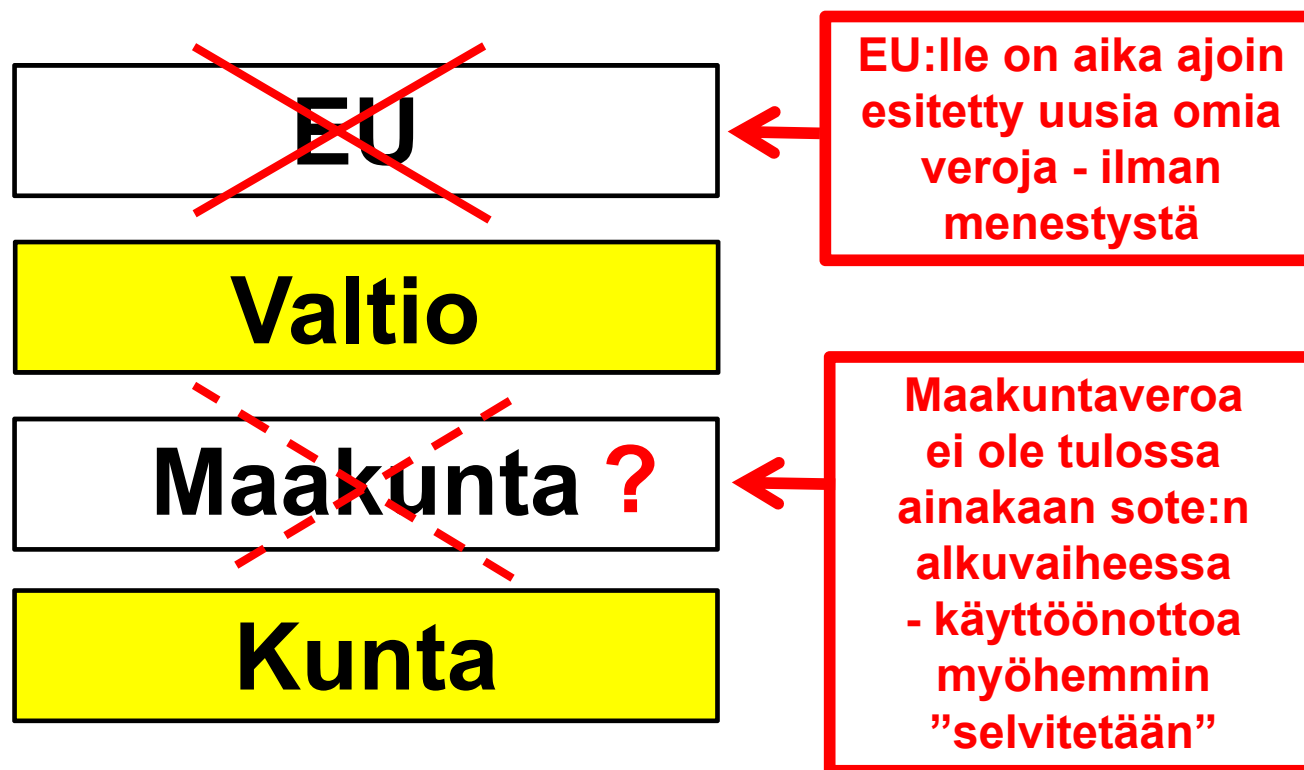 EU
EU:lle on aika ajoin
esitetty uusia omia
veroja - ilman
menestystä
Valtio
Maakunta ?
Maakuntaveroa
ei ole tulossa
ainakaan sote:n
alkuvaiheessa
- käyttöönottoa
myöhemmin
”selvitetään”
Kunta